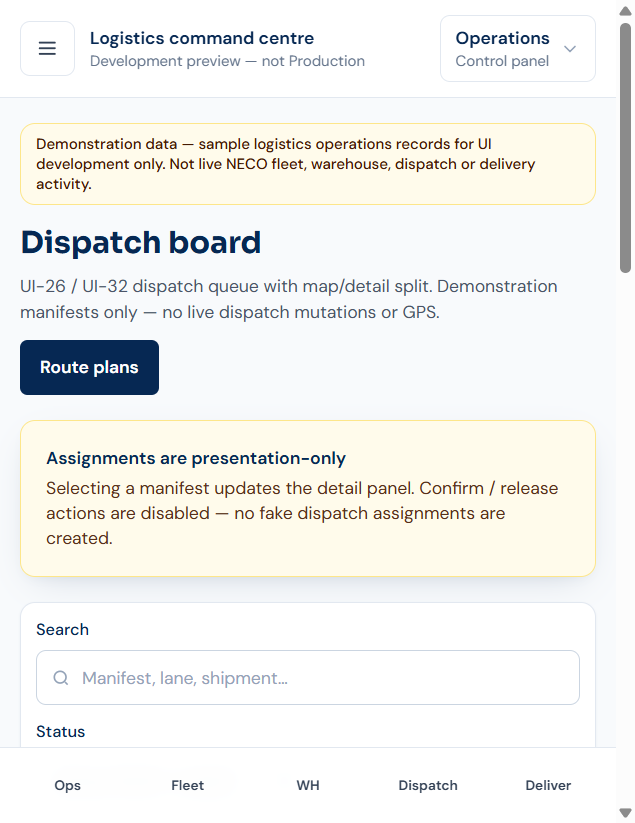 Logistics command centre
Development preview — not Production
Operations
Control panel
Demonstration data — sample logistics operations records for UI
development only. Not live NECO fleet, warehouse, dispatch or delivery
activity.
Dispatch board
UI-26 / UI-32 dispatch queue with map/detail split. Demonstration
manifests only — no live dispatch mutations or GPS.
Route plans
Assignments are presentation-only
Selecting a manifest updates the detail panel. Confirm / release
actions are disabled — no fake dispatch assignments are
created.
Search
Manifest, lane, shipment…
Status
Ops
Fleet
WH
Dispatch
Deliver